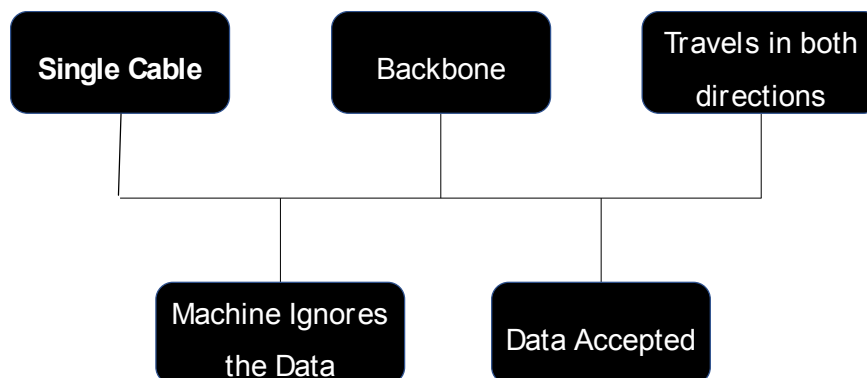 Single Cable
Backbone
Travels in both
directions
Machine Ignores
the Data
Data Accepted